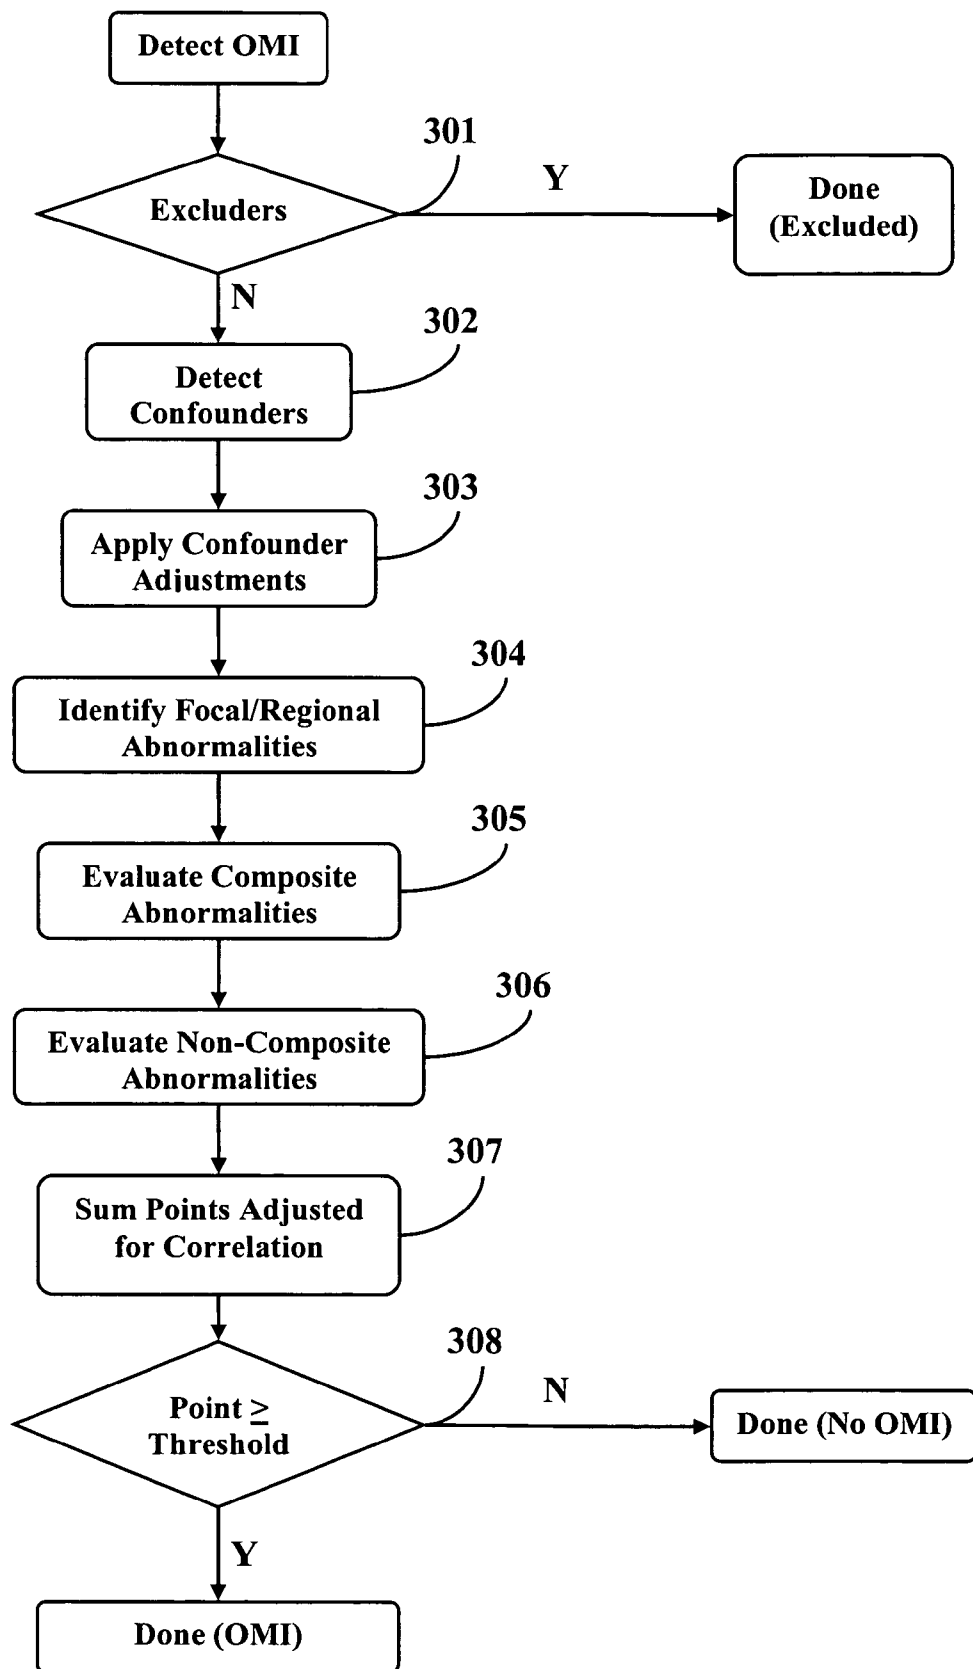 Detect OMI
301
Excluders
Y
Done
(Excluded)
N
302
Detect
Confounders
303
Apply Confounder
Adjustments
304
Identify Focal/Regional
Abnormalities
305
Evaluate Composite
Abnormalities
306
Evaluate Non-Composite
Abnormalities
307
Sum Points Adjusted
for Correlation
308
Point ≥
Threshold
N
Done (No OMI)
Y
Done (OMI)